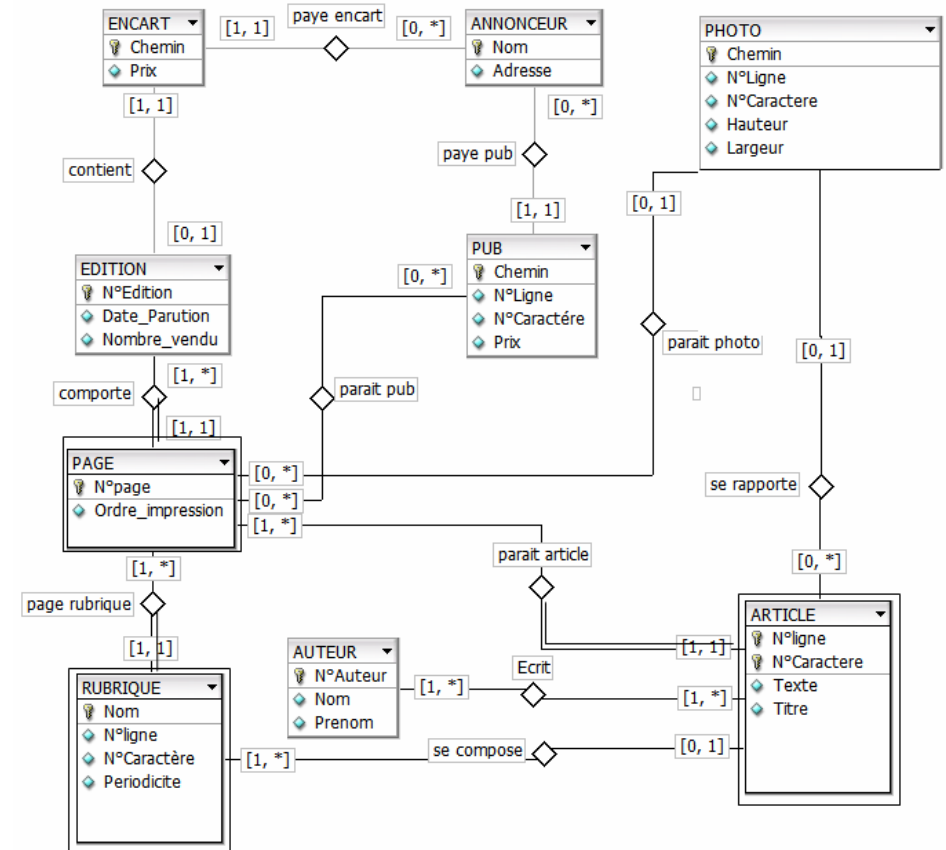 ENCART
Chemin
Prix
[1, 1]
paye encart
[0, *]
ANNONCEUR
Nom
Adresse
PHOTO
Chemin
N°Ligne
N°Caractere
Hauteur
Largeur
[1, 1]
[0, *]
contient
paye pub
[0, 1]
[1, 1]
[0, 1]
EDITION
N°Edition
Date_Parution
Nombre_vendu
[0, *]
PUB
Chemin
N°Ligne
N°Caractére
Prix
parait photo
[0, 1]
[1, *]
comporte
parait pub
[1, 1]
PAGE
N°page
Ordre_impression
[0, *]
[0, *]
[1, *]
se rapporte
parait article
[0, *]
[1, *]
page rubrique
[1, 1]
ARTICLE
N°ligne
N°Caractere
Texte
Titre
[1, 1]
AUTEUR
N°Auteur
Nom
Prenom
[1, *]
Ecrit
[1, *]
RUBRIQUE
Nom
N°ligne
N°Caractère
Periodicite
[1, *]
se compose
[0, 1]